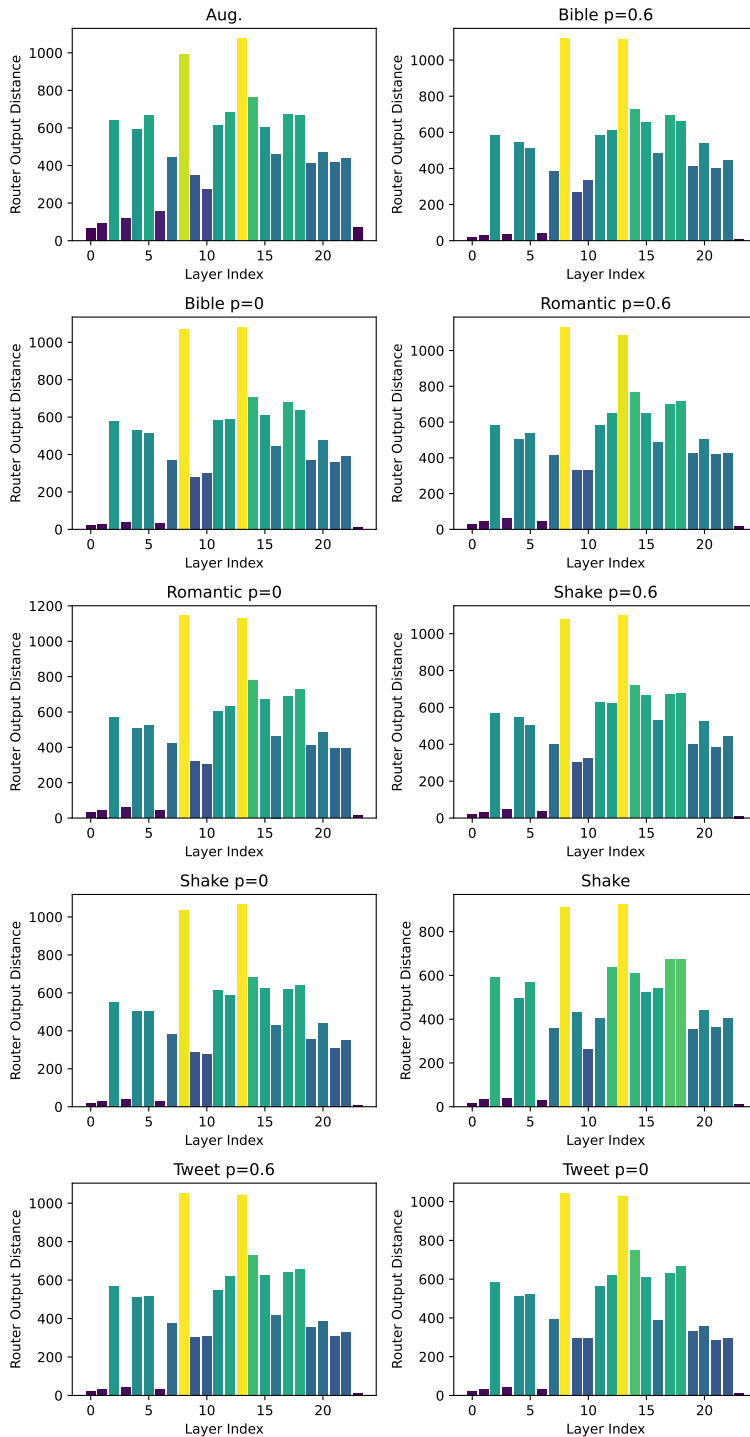 Aug.
Router Output Distance
1000
800
600
400
200
0
0 5 10 15 20
Layer Index
Bible p=0.6
Router Output Distance
1000
800
600
400
200
0
0 5 10 15 20
Layer Index
Bible p=0
Router Output Distance
1000
800
600
400
200
0
0 5 10 15 20
Layer Index
Romantic p=0.6
Router Output Distance
1000
800
600
400
200
0
0 5 10 15 20
Layer Index
Romantic p=0
Router Output Distance
1200
1000
800
600
400
200
0
0 5 10 15 20
Layer Index
Shake p=0.6
Router Output Distance
1000
800
600
400
200
0
0 5 10 15 20
Layer Index
Shake p=0
Router Output Distance
1000
800
600
400
200
0
0 5 10 15 20
Layer Index
Shake
Router Output Distance
800
600
400
200
0
0 5 10 15 20
Layer Index
Tweet p=0.6
Router Output Distance
1000
800
600
400
200
0
0 5 10 15 20
Layer Index
Tweet p=0
Router Output Distance
1000
800
600
400
200
0
0 5 10 15 20
Layer Index